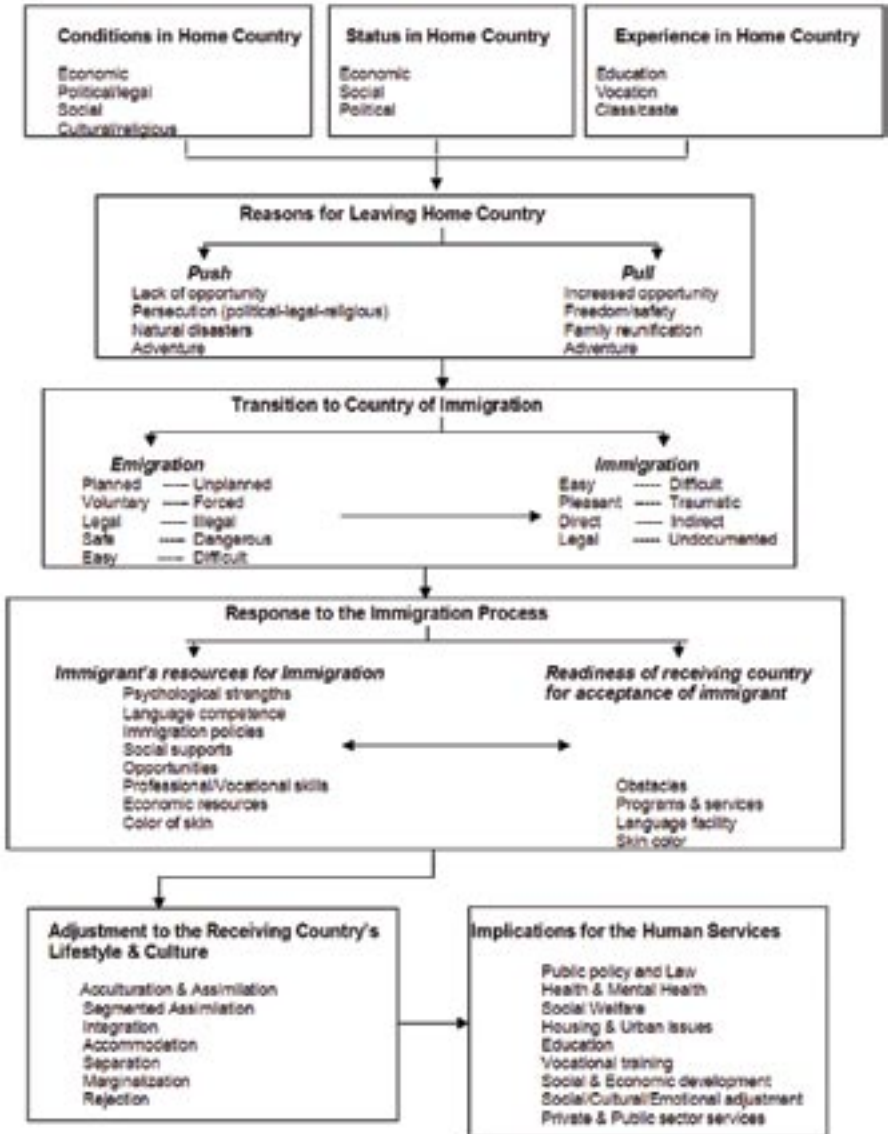 Conditions in Home Country
Economic
Political/legal
Social
Cultural/religious
Status in Home Country
Economic
Social
Political
Experience in Home Country
Education
Vocation
Class/caste
Reasons for Leaving Home Country
Push
Lack of opportunity
Persecution (political-legal-religious)
Natural disasters
Adventure
Pull
Increased opportunity
Freedom/safety
Family reunification
Adventure
Transition to Country of Immigration
Emigration
Planned ---- Unplanned
Voluntary ---- Forced
Legal ---- Illegal
Safe ---- Dangerous
Easy ---- Difficult
Immigration
Easy ---- Difficult
Pleasant ---- Traumatic
Direct ---- Indirect
Legal ---- Undocumented
Response to the Immigration Process
Immigrant's resources for Immigration
Psychological strengths
Language competence
Immigration policies
Social supports
Opportunities
Professional/Vocational skills
Economic resources
Color of skin
Readiness of receiving country
for acceptance of immigrant
Obstacles
Programs & services
Language facility
Skin color
Adjustment to the Receiving Country's
Lifestyle & Culture
Acculturation & Assimilation
Segmented Assimilation
Integration
Accommodation
Separation
Marginalization
Rejection
Implications for the Human Services
Public policy and Law
Health & Mental Health
Social Welfare
Housing & Urban issues
Education
Vocational training
Social & Economic development
Social/Cultural/Emotional adjustment
Private & Public sector services